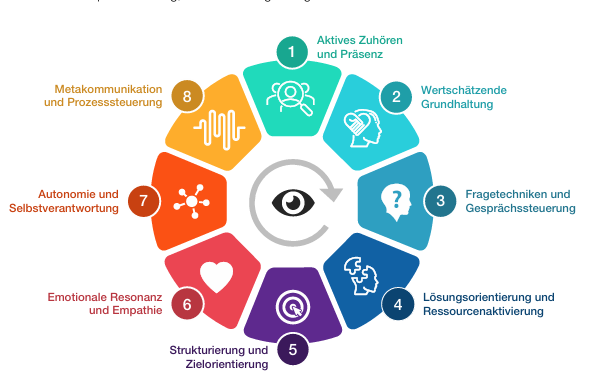 1
Aktives Zuhören
und Präsenz
2
Wertschätzende
Grundhaltung
3
Fragetechniken und
Gesprächssteuerung
4
Lösungsorientierung und
Ressourcenaktivierung
5
Strukturierung und
Zielorientierung
6
Emotionale Resonanz
und Empathie
7
Autonomie und
Selbstverantwortung
8
Metakommunikation
und Prozesssteuerung
?